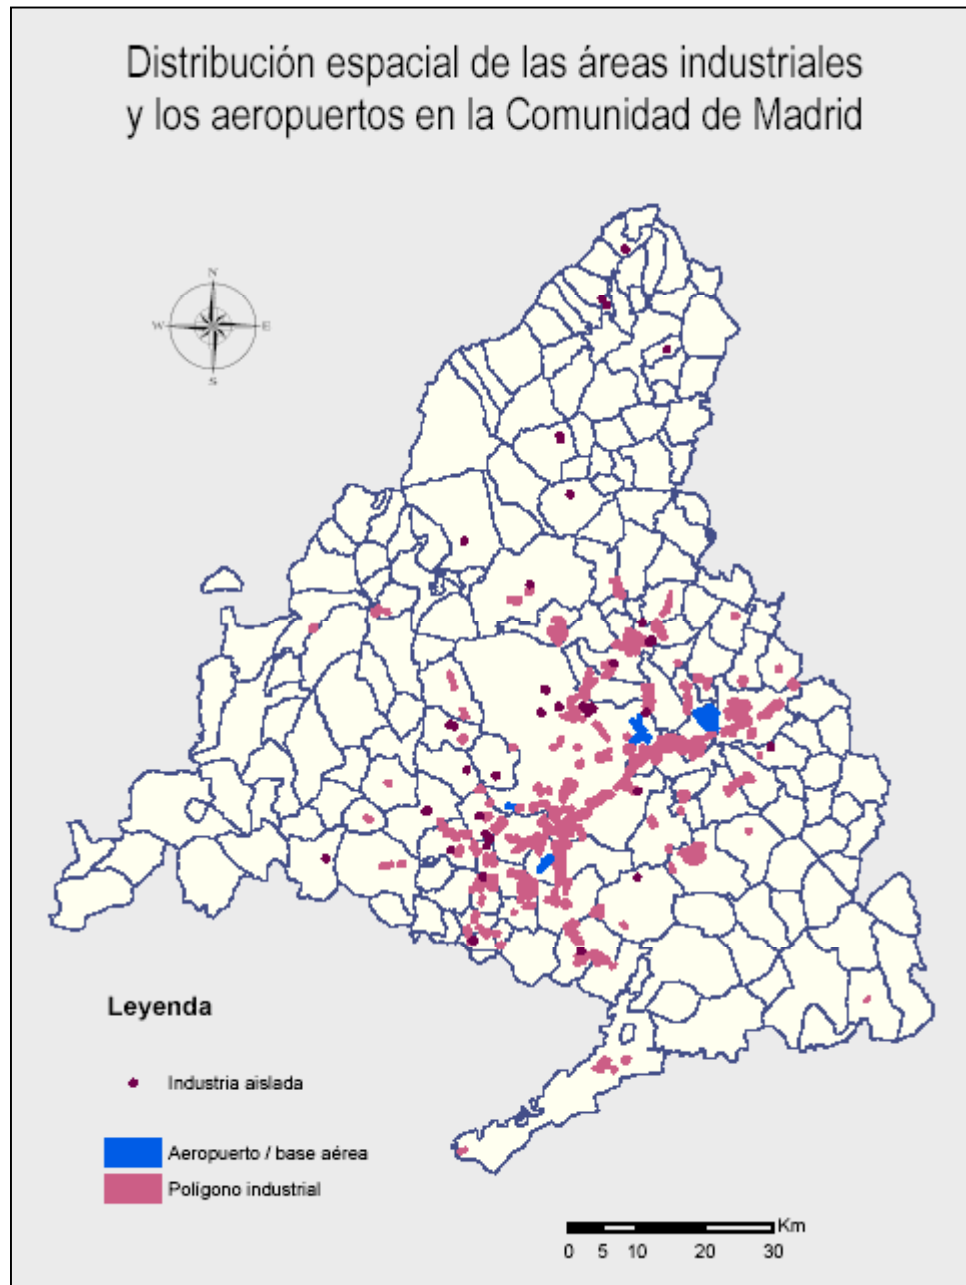 Distribución espacial de las áreas industriales
y los aeropuertos en la Comunidad de Madrid
N
W E
S
Leyenda
Industria aislada
Aeropuerto / base aérea
Polígono industrial
Km
0 5 10 20 30